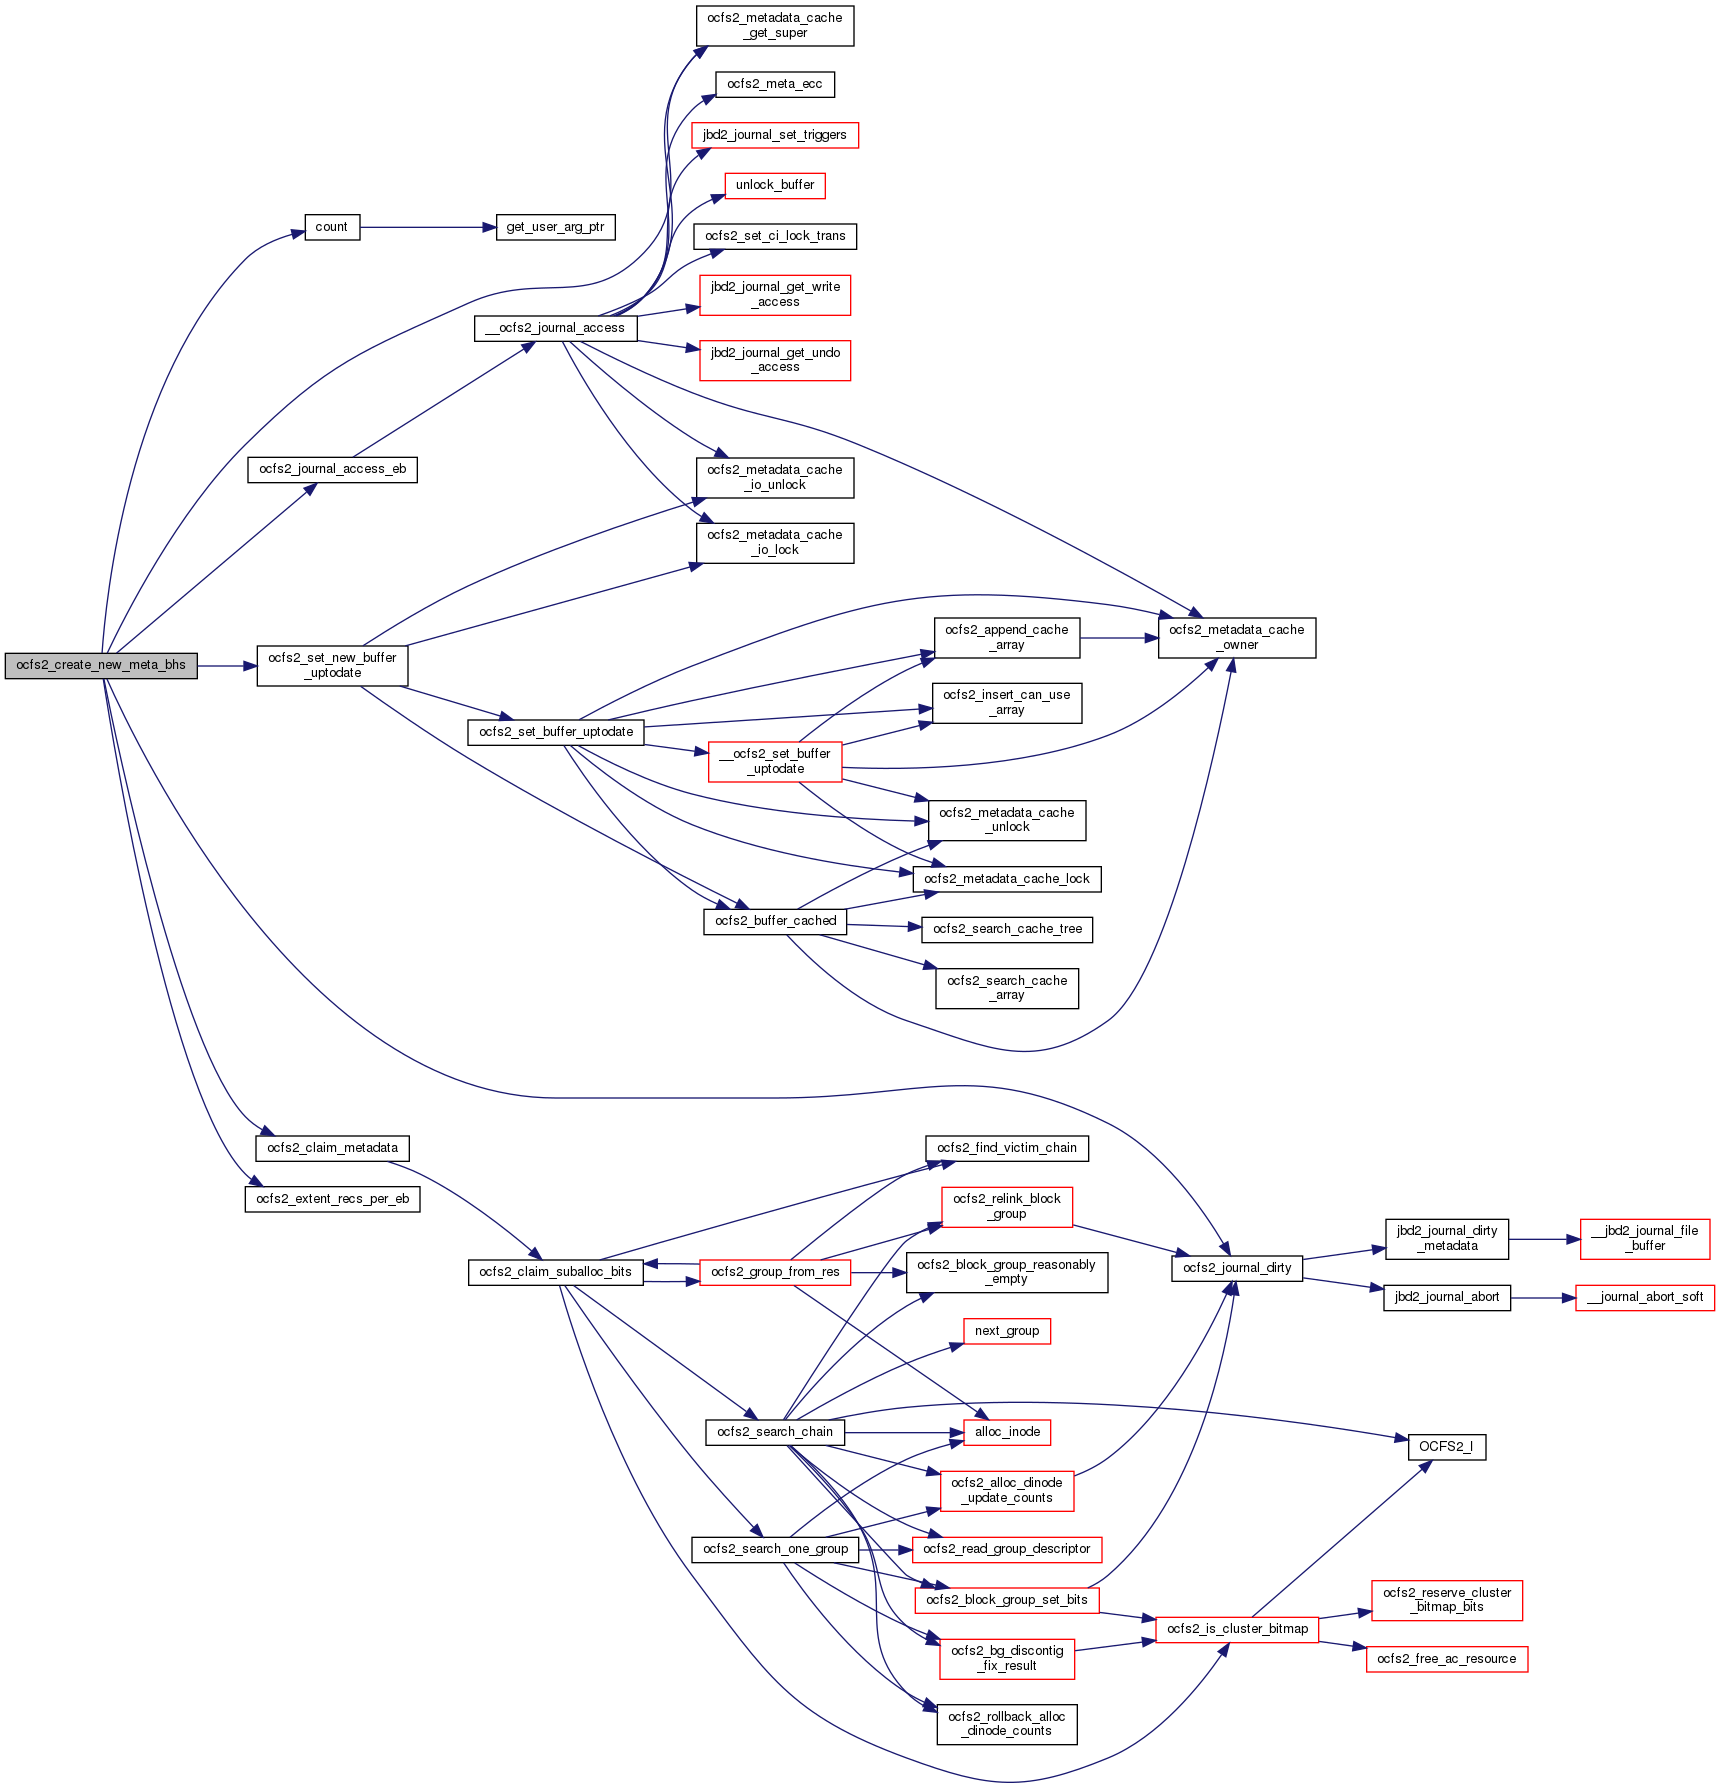 ocfs2_metadata_cache
_get_super
ocfs2_meta_ecc
jbd2_journal_set_triggers
unlock_buffer
count
get_user_arg_ptr
ocfs2_set_ci_lock_trans
jbd2_journal_get_write
_access
__ocfs2_journal_access
jbd2_journal_get_undo
_access
ocfs2_journal_access_eb
ocfs2_metadata_cache
_io_unlock
ocfs2_metadata_cache
_io_lock
ocfs2_create_new_meta_bhs
ocfs2_set_new_buffer
_uptodate
ocfs2_append_cache
_array
ocfs2_metadata_cache
_owner
ocfs2_insert_can_use
_array
ocfs2_set_buffer_uptodate
__ocfs2_set_buffer
_uptodate
ocfs2_metadata_cache
_unlock
ocfs2_metadata_cache_lock
ocfs2_buffer_cached
ocfs2_search_cache_tree
ocfs2_search_cache
_array
ocfs2_claim_metadata
ocfs2_find_victim_chain
ocfs2_extent_recs_per_eb
ocfs2_relink_block
_group
jbd2_journal_dirty
_metadata
__jbd2_journal_file
_buffer
ocfs2_claim_suballoc_bits
ocfs2_group_from_res
ocfs2_block_group_reasonably
_empty
ocfs2_journal_dirty
jbd2_journal_abort
__journal_abort_soft
next_group
ocfs2_search_chain
alloc_inode
OCFS2_I
ocfs2_alloc_dinode
_update_counts
ocfs2_search_one_group
ocfs2_read_group_descriptor
ocfs2_block_group_set_bits
ocfs2_reserve_cluster
_bitmap_bits
ocfs2_is_cluster_bitmap
ocfs2_bg_discontig
_fix_result
ocfs2_free_ac_resource
ocfs2_rollback_alloc
_dinode_counts